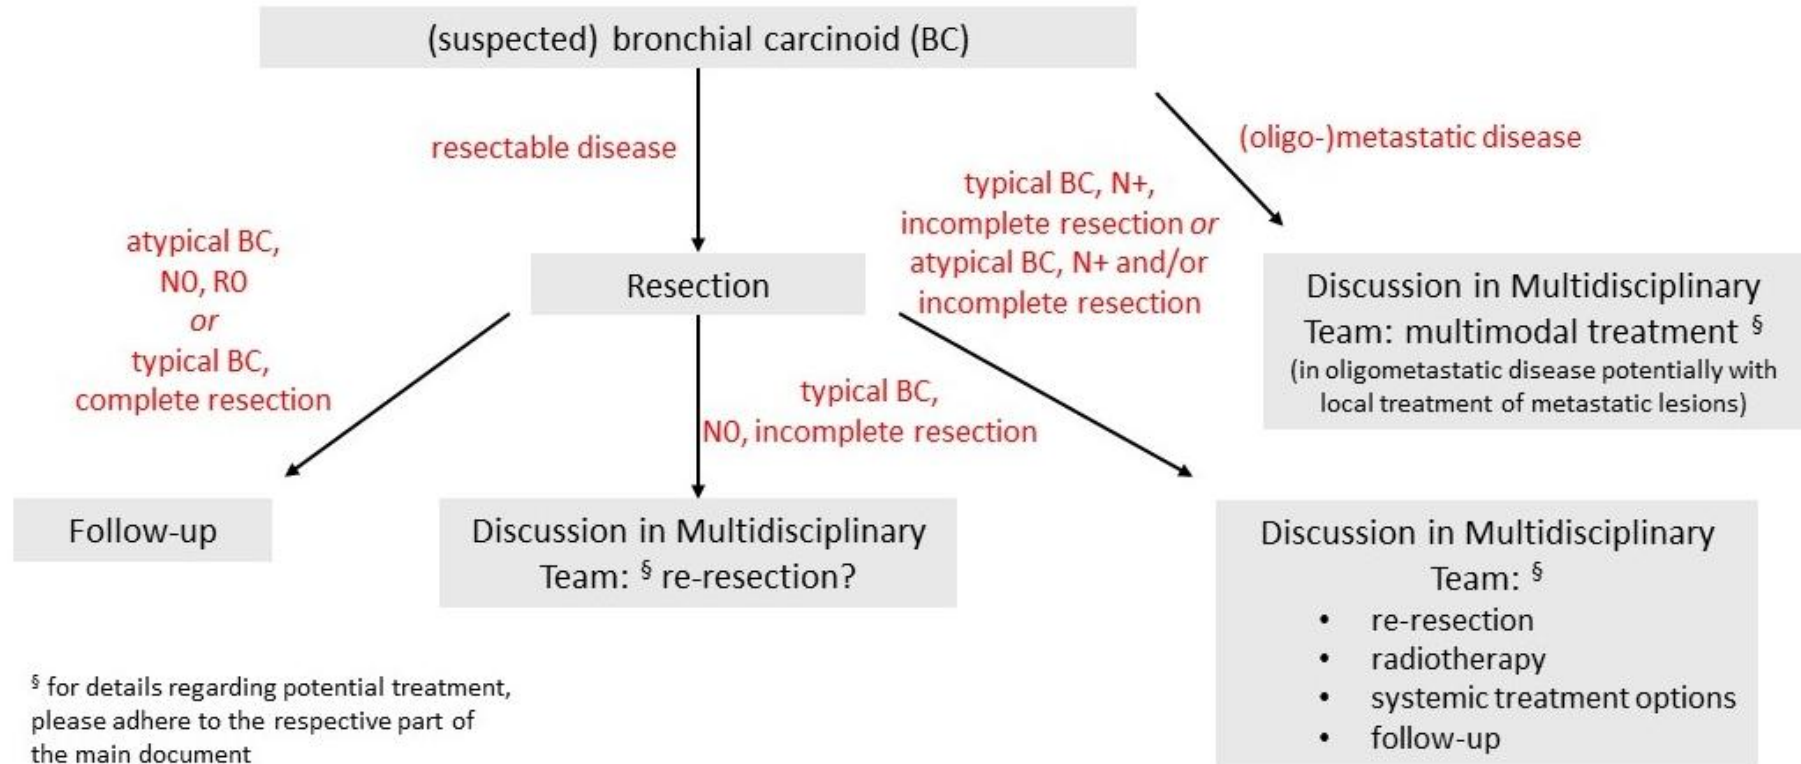 (suspected) bronchial carcinoid (BC)
resectable disease
(oligo-)metastatic disease
typical BC, N+,
incomplete resection or
atypical BC, N+ and/or
incomplete resection
atypical BC,
N0, R0
or
typical BC,
complete resection
Resection
Discussion in Multidisciplinary
Team: multimodal treatment §
(in oligometastatic disease potentially with
local treatment of metastatic lesions)
typical BC,
N0, incomplete resection
Follow-up
Discussion in Multidisciplinary
Team: § re-resection?
Discussion in Multidisciplinary
Team: §
• re-resection
• radiotherapy
• systemic treatment options
• follow-up
§ for details regarding potential treatment,
please adhere to the respective part of
the main document